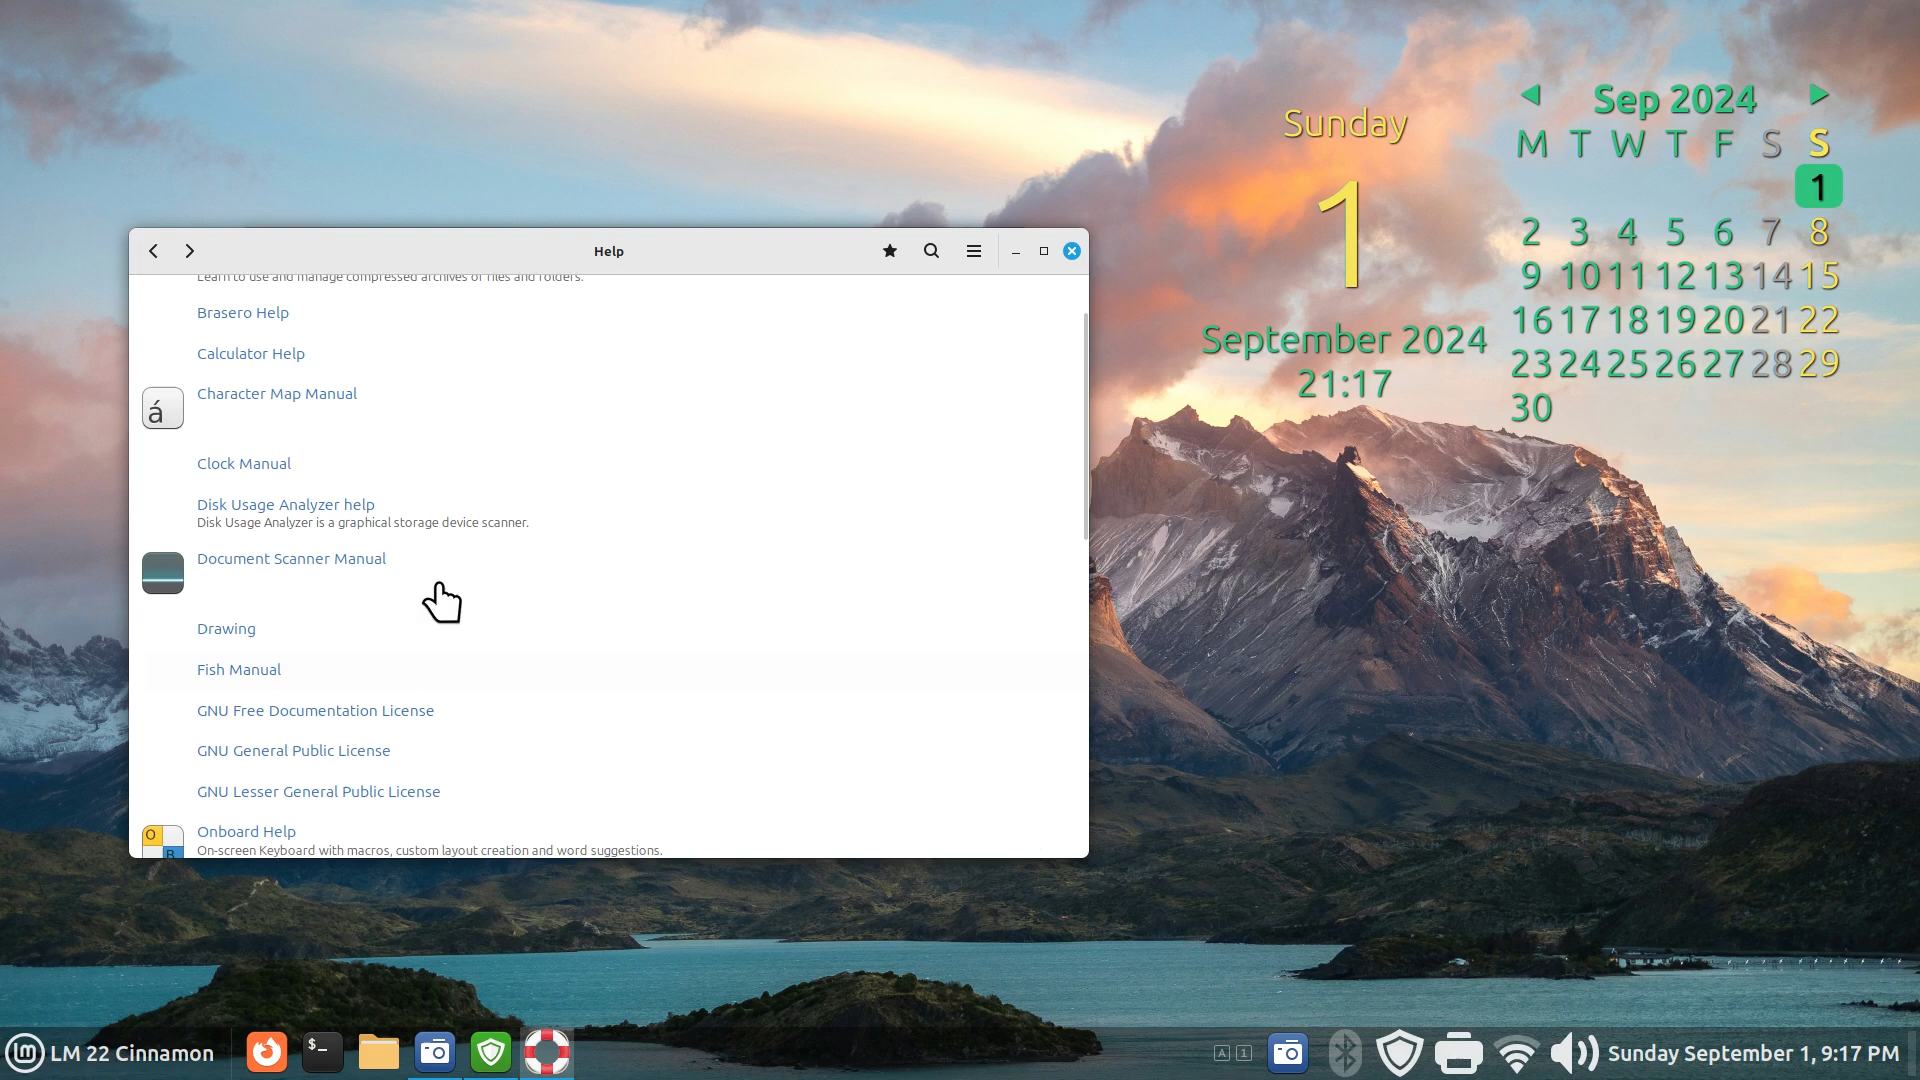 Help
Learn to use and manage compressed archives of files and folders.
Brasero Help
Calculator Help
á
Character Map Manual
Clock Manual
Disk Usage Analyzer help
Disk Usage Analyzer is a graphical storage device scanner.
Document Scanner Manual
Drawing
Fish Manual
GNU Free Documentation License
GNU General Public License
GNU Lesser General Public License
O
B
Onboard Help
On-screen Keyboard with macros, custom layout creation and word suggestions.
Sunday
1
September 2024
21:17
Sep 2024
M T W T F S S
1
2 3 4 5 6 7 8
9 10 11 12 13 14 15
16 17 18 19 20 21 22
23 24 25 26 27 28 29
30
LM 22 Cinnamon
$_
A 1
Sunday September 1, 9:17 PM